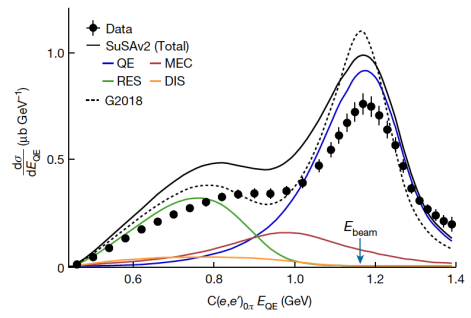 Data
SuSAv2 (Total)
QE MEC
RES DIS
G2018
1.0
0.5
0
dσ
dE_QE
(μb GeV⁻¹)
E_beam
0.6 0.8 1.0 1.2 1.4
C(e,e′)₀π E_QE (GeV)